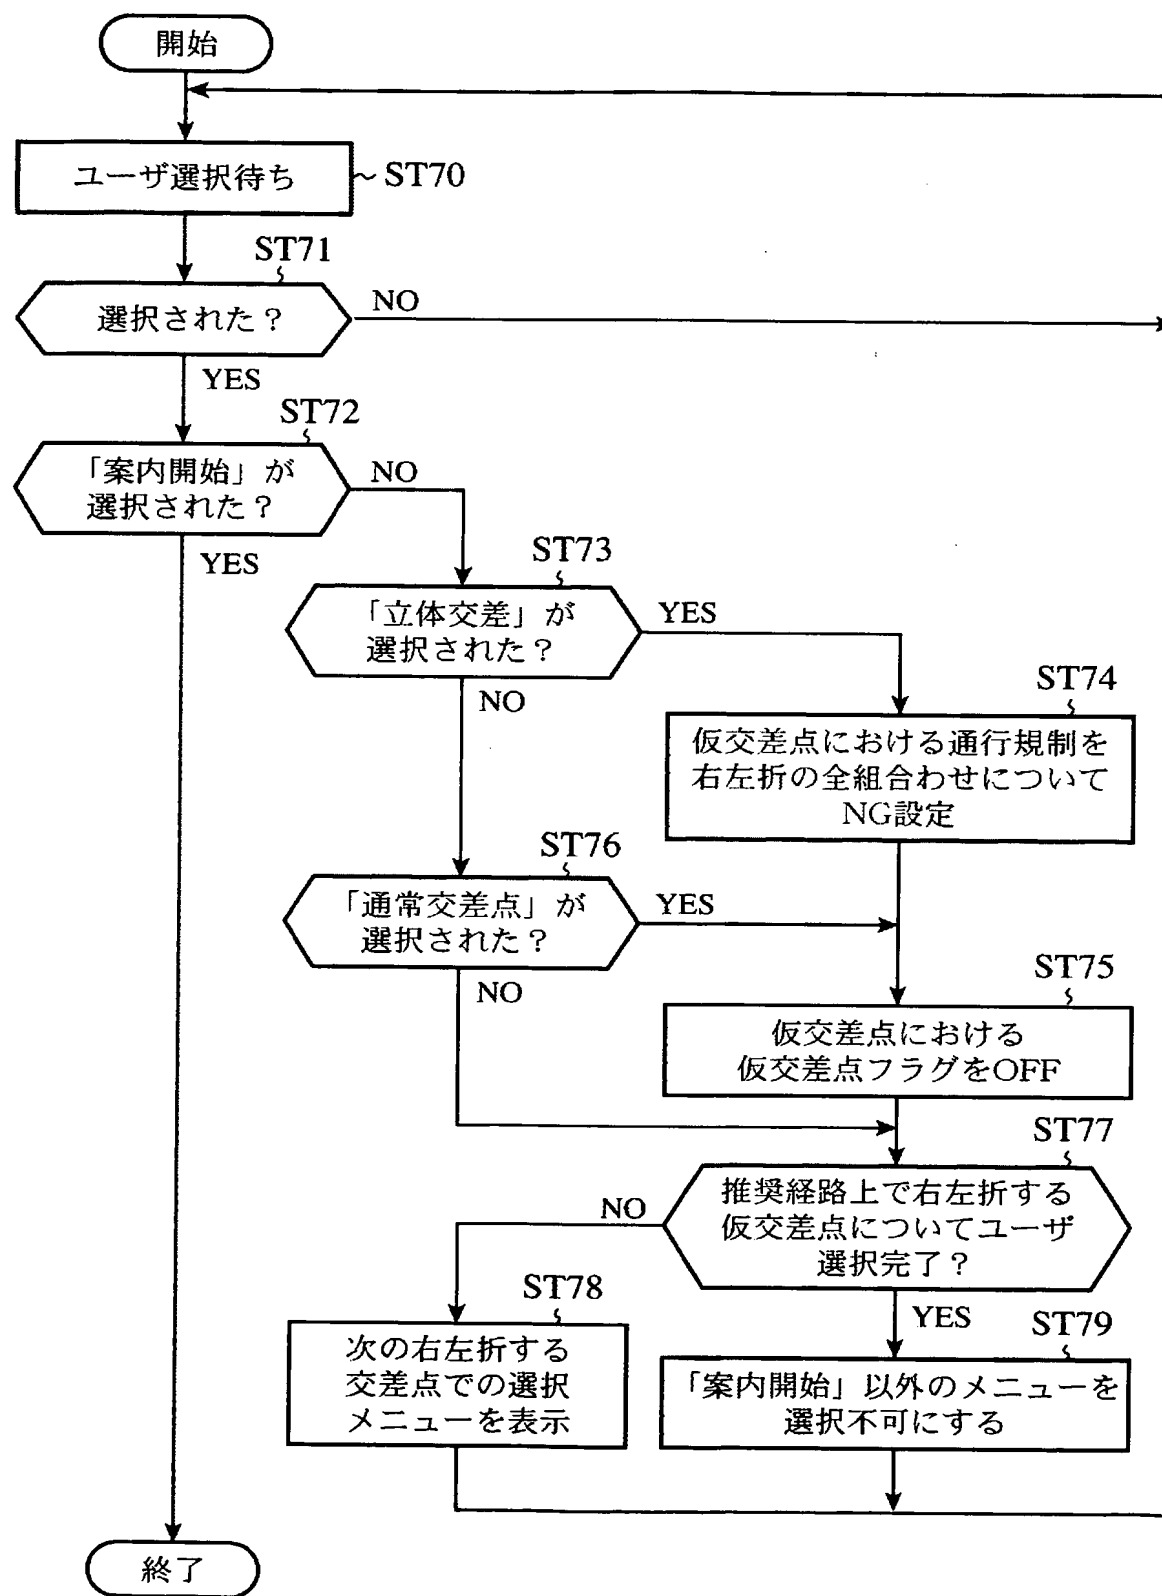 開始
ユーザ選択待ち
ST70
ST71
選択された？
NO
YES
ST72
「案内開始」が
選択された？
NO
YES
ST73
「立体交差」が
選択された？
YES
NO
ST74
仮交差点における通行規制を
右左折の全組合わせについて
NG設定
ST76
「通常交差点」が
選択された？
YES
NO
ST75
仮交差点における
仮交差点フラグをOFF
ST77
推奨経路上で右左折する
仮交差点についてユーザ
選択完了？
NO
YES
ST78
次の右左折する
交差点での選択
メニューを表示
ST79
「案内開始」以外のメニューを
選択不可にする
終了